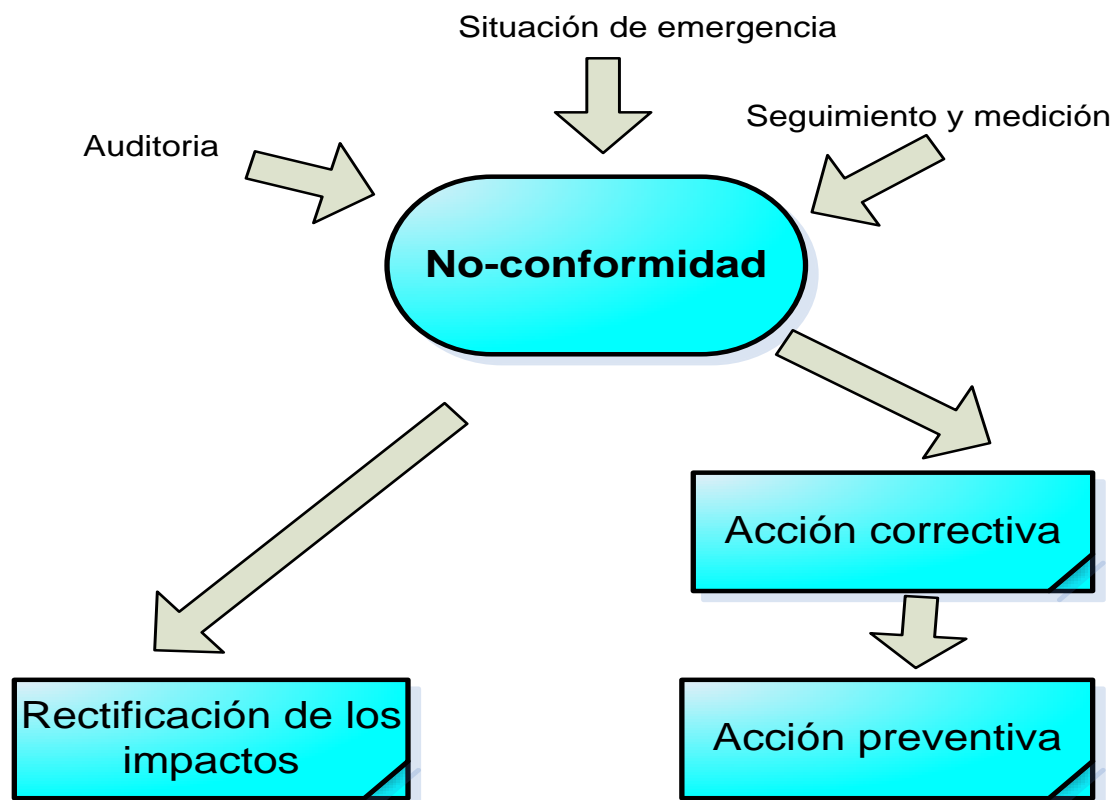 Situación de emergencia
Seguimiento y medición
Auditoria
No-conformidad
Acción correctiva
Rectificación de los
impactos
Acción preventiva